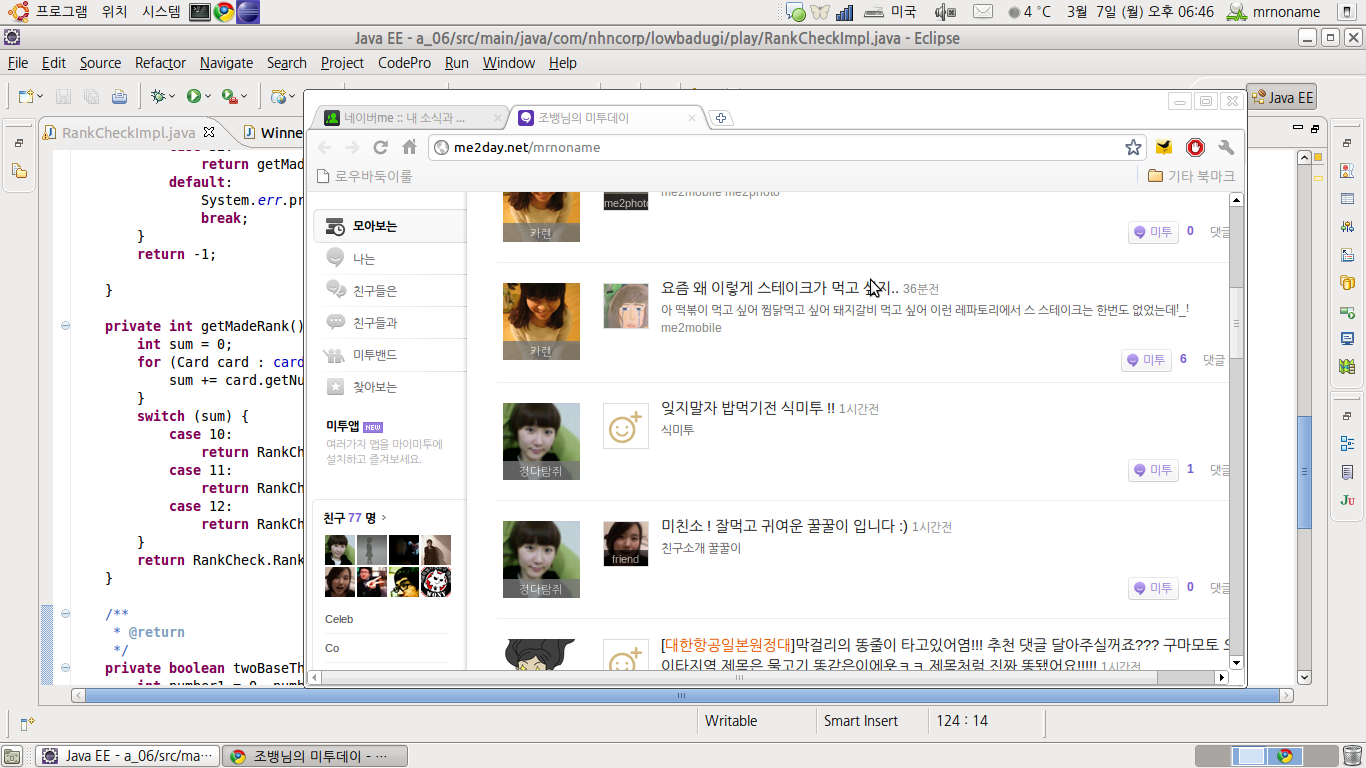 프로그램 위치 시스템 미국 4 °C 3월 7일 (월) 오후 06:46 mrnoname
Java EE - a_06/src/main/java/com/nhncorp/lowbadugi/play/RankCheckImpl.java - Eclipse
File Edit Source Refactor Navigate Search Project CodePro Run Window Help
Java EE
RankCheckImpl.java Winne
return getMad
default:
System.err.pr
break;
}
return -1;
}
private int getMadeRank()
int sum = 0;
for (Card card : card
sum += card.getNu
}
switch (sum) {
case 10:
return RankCh
case 11:
return RankCh
case 12:
return RankCh
}
return RankCheck.Rank
}
/**
* @return
*/
private boolean twoBaseTh
int number1 = 0, numb
네이버me :: 내 소식과 ... 조뱅님의 미투데이
me2day.net/mrnoname
로우바둑이룰 기타 북마크
모아보는
나는
친구들은
친구들과
미투밴드
찾아보는
미투앱 NEW
여러가지 앱을 마이미투에
설치하고 즐겨보세요.
친구 77 명 ›
Celeb
Co
카렌 me2photo me2mobile me2photo
미투 0 댓글
요즘 왜 이렇게 스테이크가 먹고 싶지.. 36분전
아 떡볶이 먹고 싶어 찜닭먹고 싶어 돼지갈비 먹고 싶어 이런 레파토리에서 스 스테이크는 한번도 없었는데!_!
me2mobile
카렌
미투 6 댓글
잊지말자 밥먹기전 식미투 !! 1시간전
식미투
정다람쥐
미투 1 댓글
미친소 ! 잘먹고 귀여운 꿀꿀이 입니다 :) 1시간전
친구소개 꿀꿀이
friend
정다람쥐
미투 0 댓글
[대한항공일본원정대]막걸리의 똥줄이 타고있어염!!! 추천 댓글 달아주실꺼죠??? 구마모토 오
이타지역 제목은 물고기 똥같은이에욬ㅋㅋ 제목처럼 진짜 똥됐어요!!!!! 1시간전
Writable Smart Insert 124 : 14
Java EE - a_06/src/ma··· 조뱅님의 미투데이 - ···